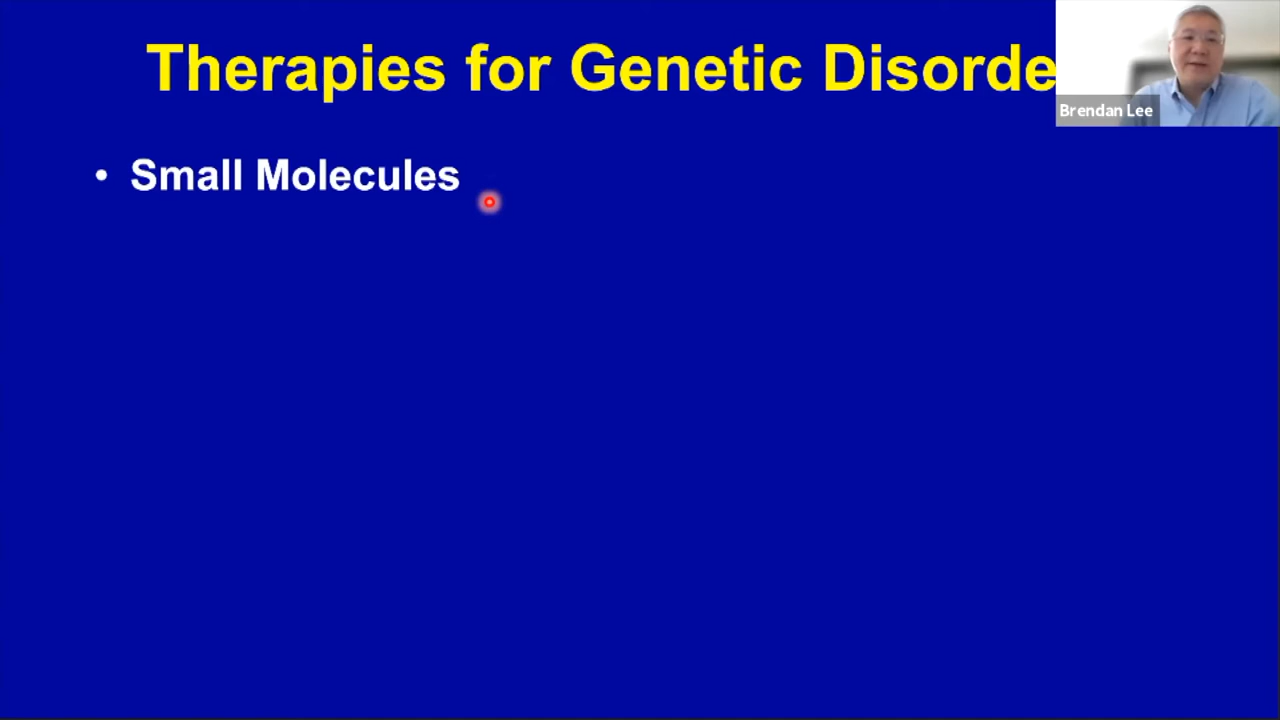 Therapies for Genetic Disorde
Brendan Lee
• Small Molecules